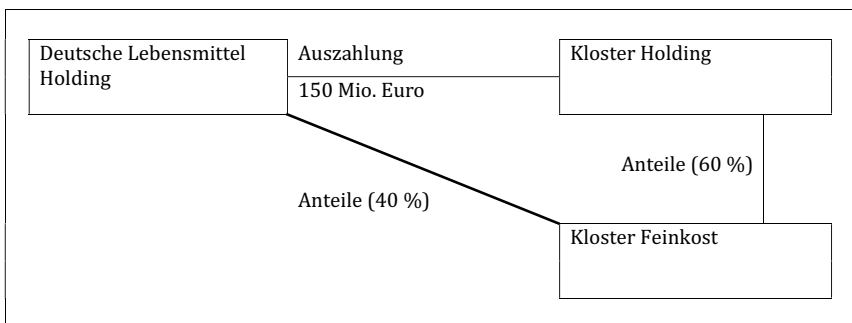 Deutsche Lebensmittel
Holding
Auszahlung
150 Mio. Euro
Kloster Holding
Anteile (60 %)
Anteile (40 %)
Kloster Feinkost